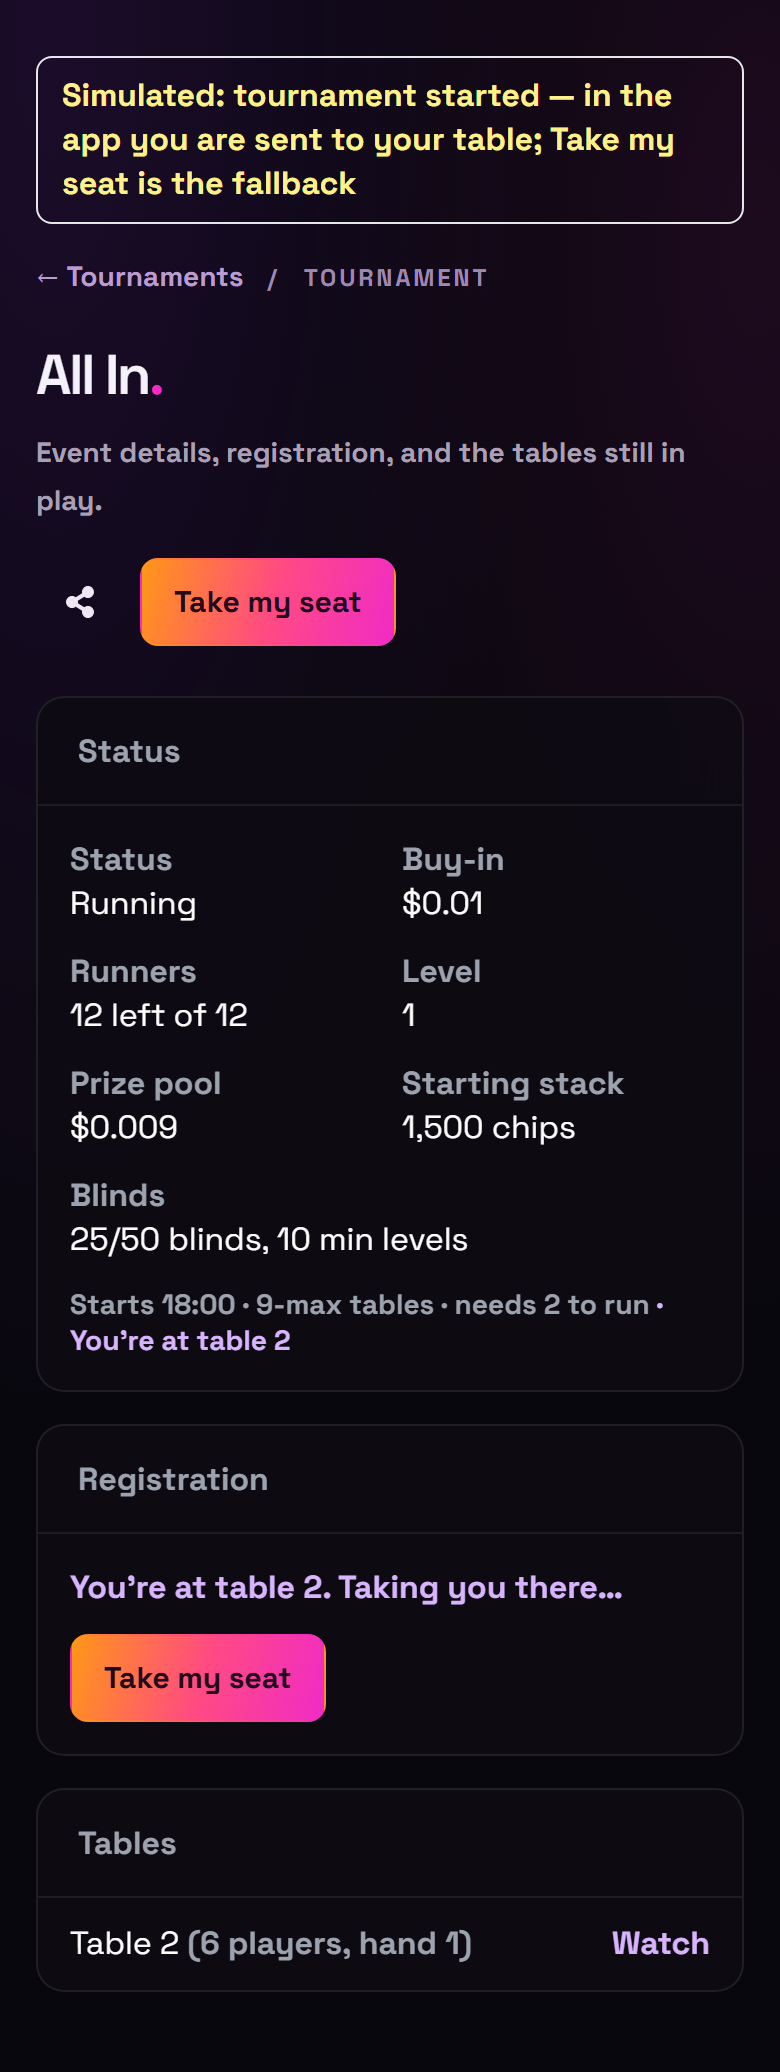 Simulated: tournament started — in the
app you are sent to your table; Take my
seat is the fallback
← Tournaments / TOURNAMENT
All In.
Event details, registration, and the tables still in
play.
Take my seat
Status
Status Buy-in
Running $0.01
Runners Level
12 left of 12 1
Prize pool Starting stack
$0.009 1,500 chips
Blinds
25/50 blinds, 10 min levels
Starts 18:00 · 9-max tables · needs 2 to run ·
You’re at table 2
Registration
You’re at table 2. Taking you there…
Take my seat
Tables
Table 2 (6 players, hand 1) Watch